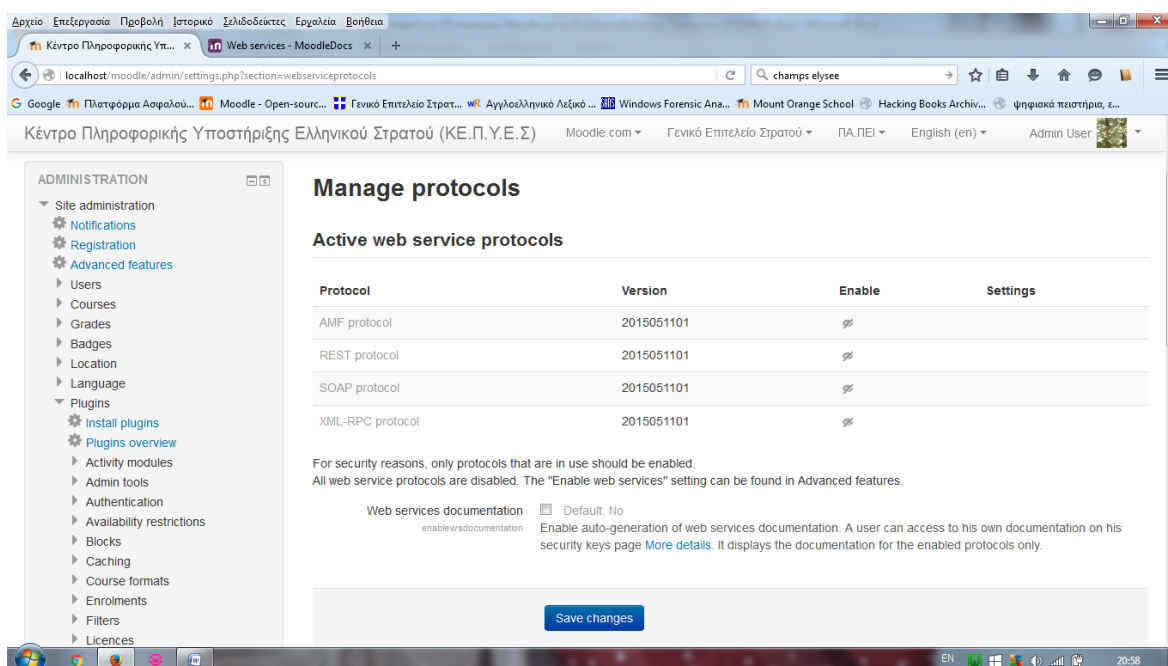 Αρχείο Επεξεργασία Προβολή Ιστορικό Σελιδοδείκτες Εργαλεία Βοήθεια
Κέντρο Πληροφορικής Υπ... × Web services - MoodleDocs × +
localhost/moodle/admin/settings.php?section=webserviceprotocols champs elysee
Google Πλατφόρμα Ασφαλού... Moodle - Open-sourc... Γενικό Επιτελείο Στρατ... Αγγλοελληνικό Λεξικό ... Windows Forensic Ana... Mount Orange School Hacking Books Archiv... ψηφιακά πειστήρια, ε...
Κέντρο Πληροφορικής Υποστήριξης Ελληνικού Στρατού (ΚΕ.Π.Υ.Ε.Σ) Moodle.com Γενικό Επιτελείο Στρατού ΠΑ.ΠΕΙ English (en) Admin User
ADMINISTRATION
Site administration
Notifications
Registration
Advanced features
Users
Courses
Grades
Badges
Location
Language
Plugins
Install plugins
Plugins overview
Activity modules
Admin tools
Authentication
Availability restrictions
Blocks
Caching
Course formats
Enrolments
Filters
Licences
Manage protocols
Active web service protocols
Protocol Version Enable Settings
AMF protocol 2015051101
REST protocol 2015051101
SOAP protocol 2015051101
XML-RPC protocol 2015051101
For security reasons, only protocols that are in use should be enabled.
All web service protocols are disabled. The "Enable web services" setting can be found in Advanced features.
Web services documentation Default: No
enablewsdocumentation
Enable auto-generation of web services documentation. A user can access to his own documentation on his
security keys page More details. It displays the documentation for the enabled protocols only.
Save changes
EN 20:58